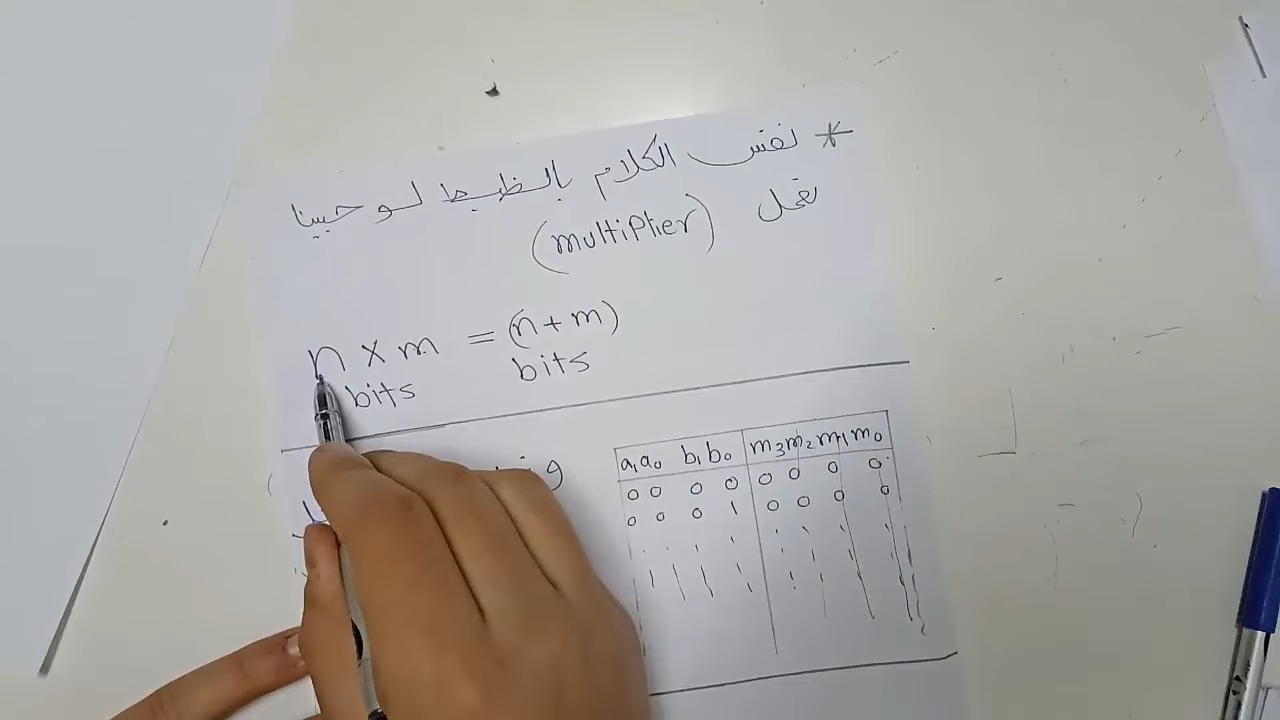 * نفس الكلام بالظبط لو حبينا
نعمل (multiplier)
n × m = (n + m)
bits bits
a₁a₀ b₁b₀ m₃m₂m₁m₀
0 0 0 0 0 0 0 0
0 0 0 1 0 0 0 0